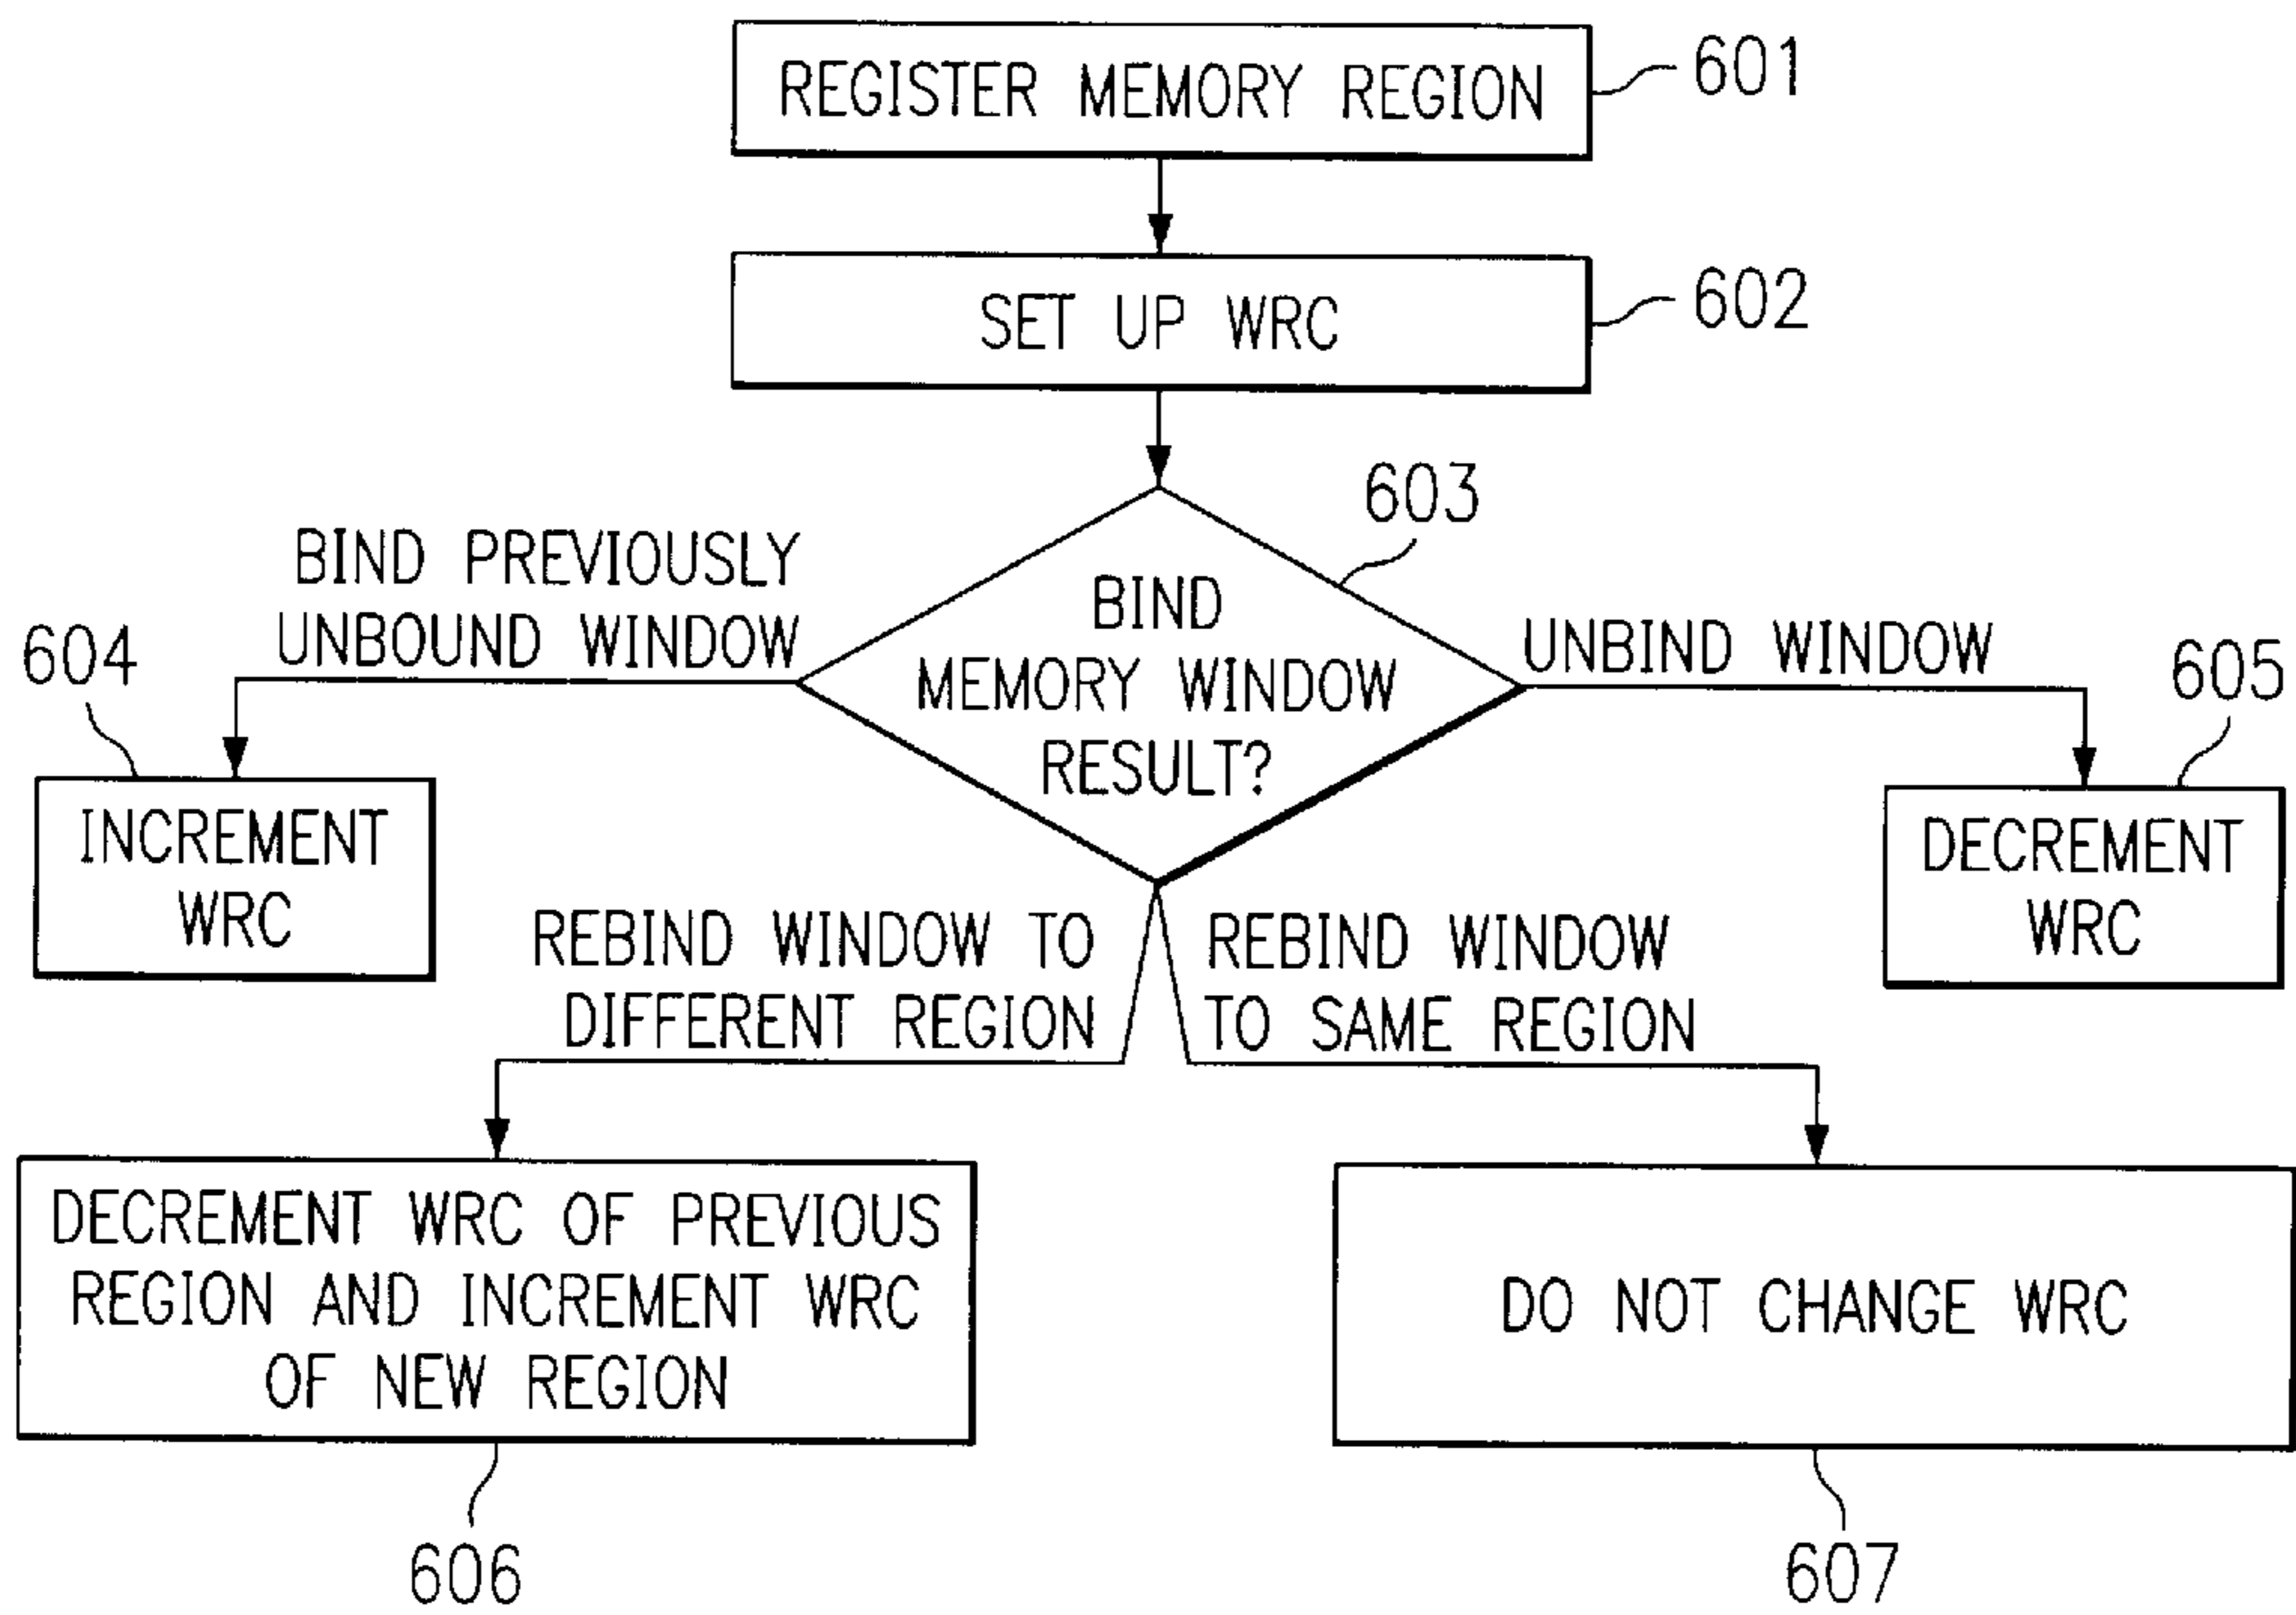 REGISTER MEMORY REGION
601
SET UP WRC
602
603
BIND
MEMORY WINDOW
RESULT?
BIND PREVIOUSLY
UNBOUND WINDOW
604
INCREMENT
WRC
UNBIND WINDOW
605
DECREMENT
WRC
REBIND WINDOW TO
DIFFERENT REGION
REBIND WINDOW
TO SAME REGION
DECREMENT WRC OF PREVIOUS
REGION AND INCREMENT WRC
OF NEW REGION
606
DO NOT CHANGE WRC
607